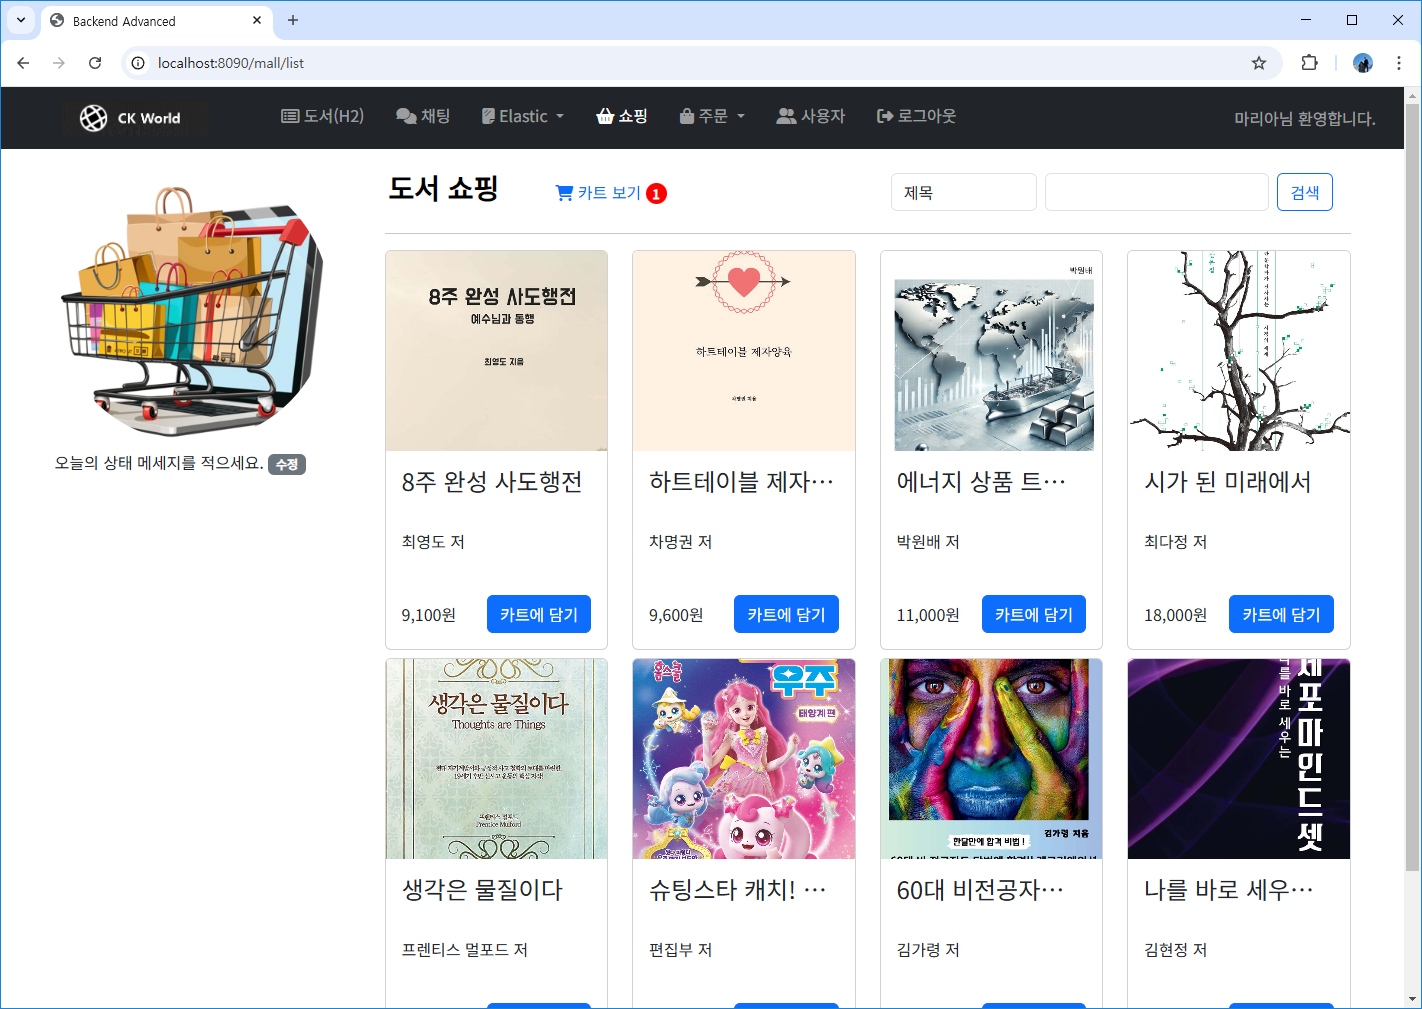 Backend Advanced
localhost:8090/mall/list
CK World
도서(H2)
채팅
Elastic
쇼핑
주문
사용자
로그아웃
마리아님 환영합니다.
오늘의 상태 메세지를 적으세요. 수정
도서 쇼핑
카트 보기 1
제목
검색
8주 완성 사도행전
예수님과 동행
최영도 지음
8주 완성 사도행전
최영도 저
9,100원
카트에 담기
하트테이블 제자양육
차명권 지음
하트테이블 제자…
차명권 저
9,600원
카트에 담기
박원배
에너지 상품 트…
박원배 저
11,000원
카트에 담기
시가 된 미래에서
최다정 저
18,000원
카트에 담기
생각은 물질이다
Thoughts are Things
프렌티스 멀포드
Prentice Mulford
생각은 물질이다
프렌티스 멀포드 저
홈스쿨
우주
태양계 편
슈팅스타 캐치! …
편집부 저
김가령 지음
한달만에 합격 비법 !
60대 비전공자…
김가령 저
나를 바로 세우는
세포마인드셋
나를 바로 세우…
김현정 저